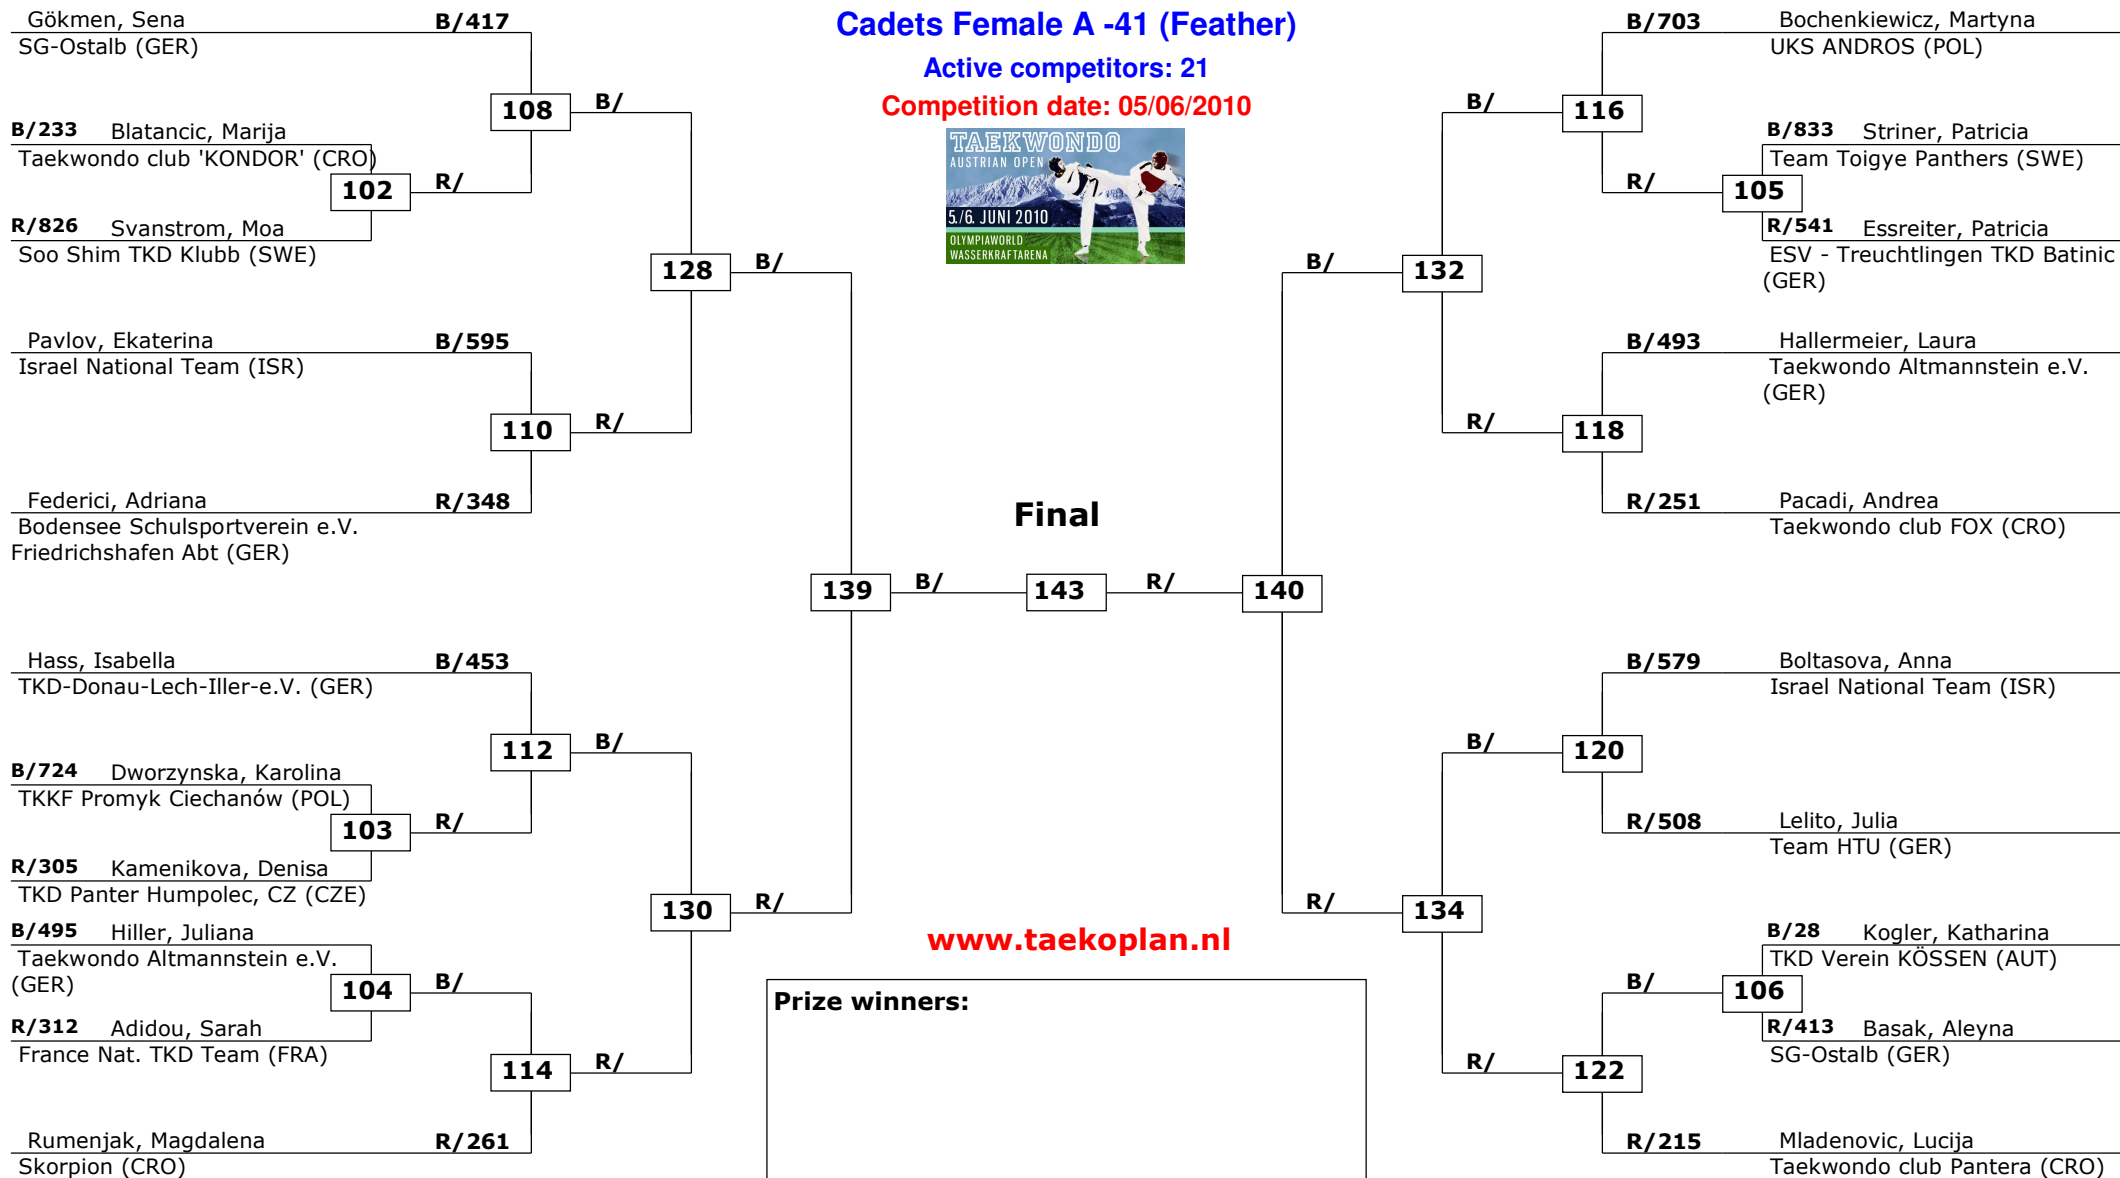 Cadets Female A -41 (Feather)
Active competitors: 21
Competition date: 05/06/2010
TAEKWONDO
AUSTRIAN OPEN
5./6. JUNI 2010
OLYMPIAWORLD
WASSERKRAFTARENA
Gökmen, Sena B/417
SG-Ostalb (GER)
108 B/
B/233 Blatancic, Marija
Taekwondo club 'KONDOR' (CRO)
102 R/
R/826 Svanstrom, Moa
Soo Shim TKD Klubb (SWE)
128 B/
Pavlov, Ekaterina B/595
Israel National Team (ISR)
110 R/
Federici, Adriana R/348
Bodensee Schulsportverein e.V.
Friedrichshafen Abt (GER)
139 B/
Hass, Isabella B/453
TKD-Donau-Lech-Iller-e.V. (GER)
112 B/
B/724 Dworzynska, Karolina
TKKF Promyk Ciechanów (POL)
103 R/
R/305 Kamenikova, Denisa
TKD Panter Humpolec, CZ (CZE)
130 R/
B/495 Hiller, Juliana
Taekwondo Altmannstein e.V.
(GER)
104 B/
R/312 Adidou, Sarah
France Nat. TKD Team (FRA)
114 R/
Rumenjak, Magdalena R/261
Skorpion (CRO)
Final
143
www.taekoplan.nl
Prize winners:
B/703 Bochenkiewicz, Martyna
UKS ANDROS (POL)
B/ 116
B/833 Striner, Patricia
Team Toigye Panthers (SWE)
R/ 105
R/541 Essreiter, Patricia
ESV - Treuchtlingen TKD Batinic
(GER)
B/ 132
B/493 Hallermeier, Laura
Taekwondo Altmannstein e.V.
(GER)
R/ 118
R/251 Pacadi, Andrea
Taekwondo club FOX (CRO)
R/ 140
B/579 Boltasova, Anna
Israel National Team (ISR)
B/ 120
R/508 Lelito, Julia
Team HTU (GER)
R/ 134
B/28 Kogler, Katharina
TKD Verein KÖSSEN (AUT)
B/ 106
R/413 Basak, Aleyna
SG-Ostalb (GER)
R/ 122
R/215 Mladenovic, Lucija
Taekwondo club Pantera (CRO)